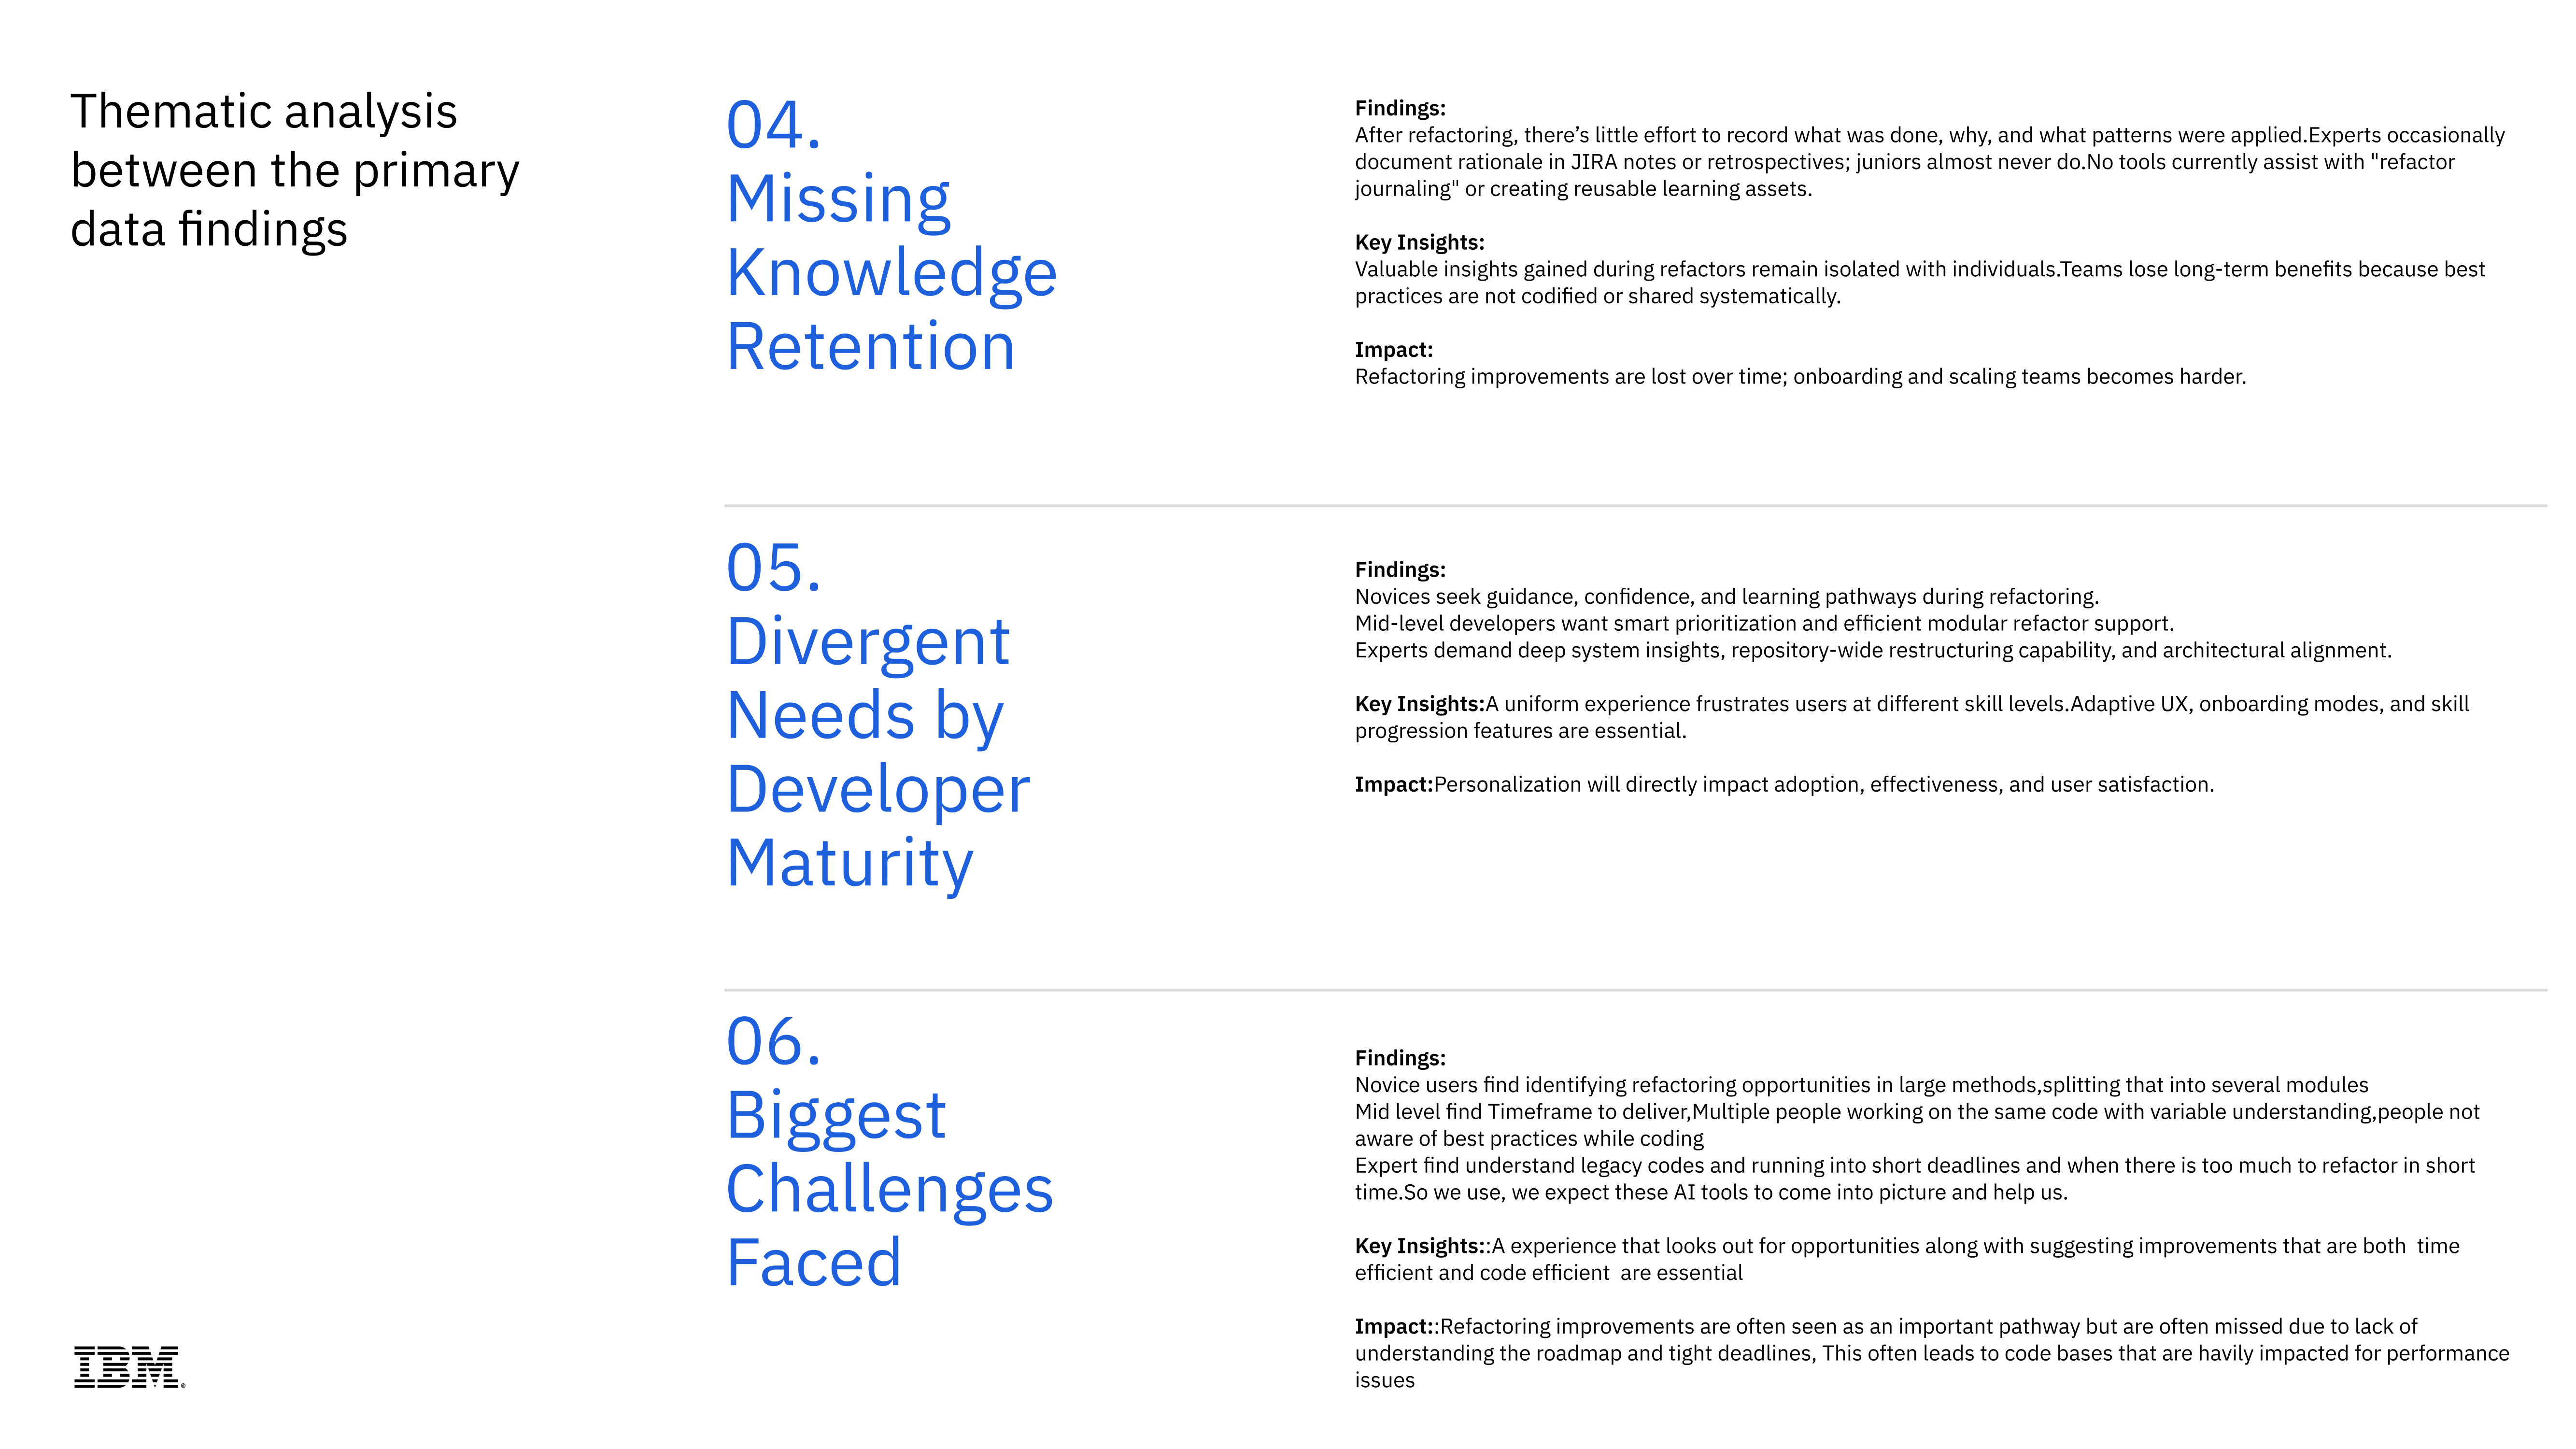 Thematic analysis
between the primary
data findings
04.
Missing
Knowledge
Retention
Findings:
After refactoring, there’s little effort to record what was done, why, and what patterns were applied.Experts occasionally
document rationale in JIRA notes or retrospectives; juniors almost never do.No tools currently assist with "refactor
journaling" or creating reusable learning assets.
Key Insights:
Valuable insights gained during refactors remain isolated with individuals.Teams lose long-term benefits because best
practices are not codified or shared systematically.
Impact:
Refactoring improvements are lost over time; onboarding and scaling teams becomes harder.
05.
Divergent
Needs by
Developer
Maturity
Findings:
Novices seek guidance, confidence, and learning pathways during refactoring.
Mid-level developers want smart prioritization and efficient modular refactor support.
Experts demand deep system insights, repository-wide restructuring capability, and architectural alignment.
Key Insights:A uniform experience frustrates users at different skill levels.Adaptive UX, onboarding modes, and skill
progression features are essential.
Impact:Personalization will directly impact adoption, effectiveness, and user satisfaction.
06.
Biggest
Challenges
Faced
Findings:
Novice users find identifying refactoring opportunities in large methods,splitting that into several modules
Mid level find Timeframe to deliver,Multiple people working on the same code with variable understanding,people not
aware of best practices while coding
Expert find understand legacy codes and running into short deadlines and when there is too much to refactor in short
time.So we use, we expect these AI tools to come into picture and help us.
Key Insights::A experience that looks out for opportunities along with suggesting improvements that are both  time
efficient and code efficient  are essential
Impact::Refactoring improvements are often seen as an important pathway but are often missed due to lack of
understanding the roadmap and tight deadlines, This often leads to code bases that are havily impacted for performance
issues
IBM®